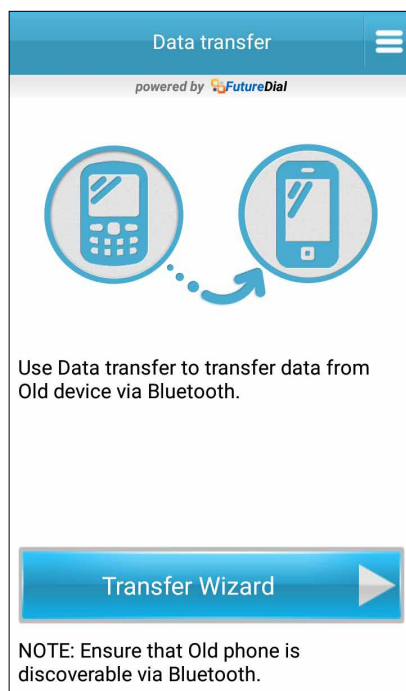 Data transfer
powered by FutureDial
Use Data transfer to transfer data from
Old device via Bluetooth.
Transfer Wizard
NOTE: Ensure that Old phone is
discoverable via Bluetooth.